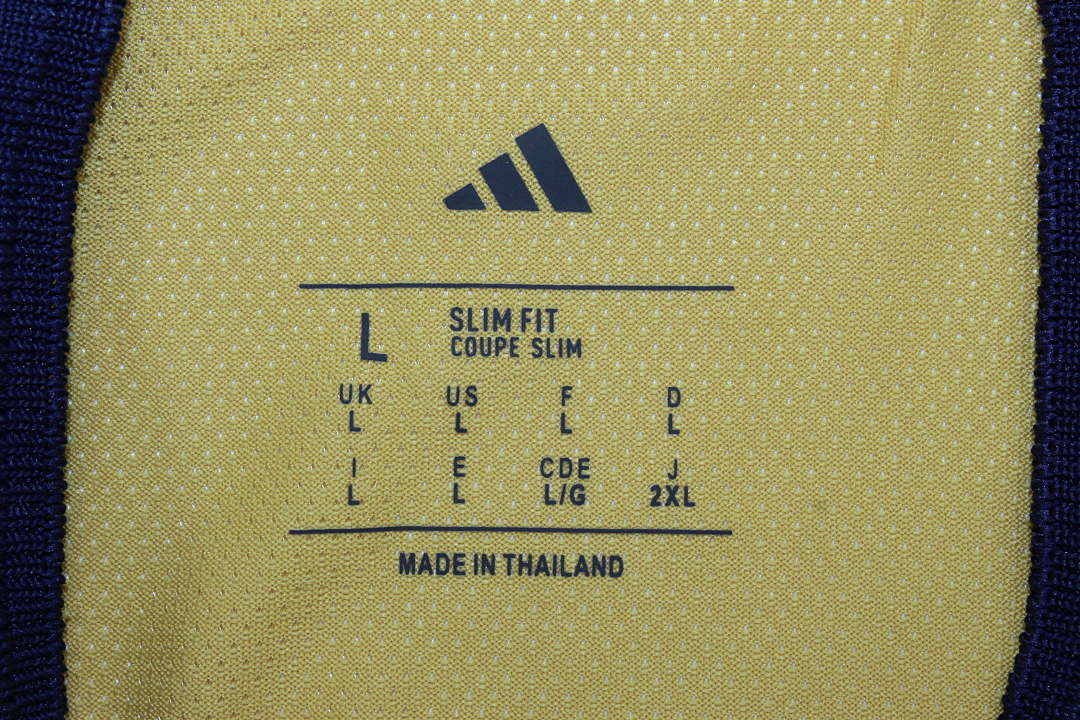 L SLIM FIT
COUPE SLIM
UK US F D
L L L L
I E CDE J
L L L/G 2XL
MADE IN THAILAND